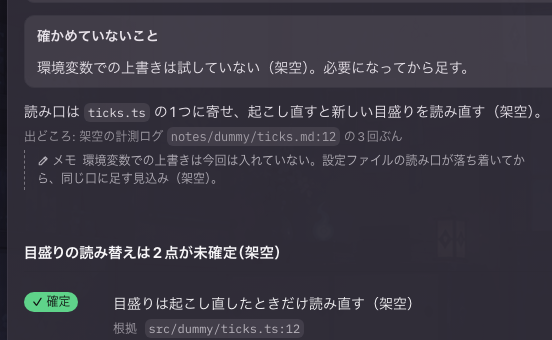 確かめていないこと
環境変数での上書きは試していない（架空）。必要になってから足す。
読み口は ticks.ts の1つに寄せ、起こし直すと新しい目盛りを読み直す（架空）。
出どころ: 架空の計測ログ notes/dummy/ticks.md:12 の3回ぶん
メモ 環境変数での上書きは今回は入れていない。設定ファイルの読み口が落ち着いてか
ら、同じ口に足す見込み（架空）。
目盛りの読み替えは2点が未確定（架空）
✓ 確定 目盛りは起こし直したときだけ読み直す（架空）
根拠 src/dummy/ticks.ts:12